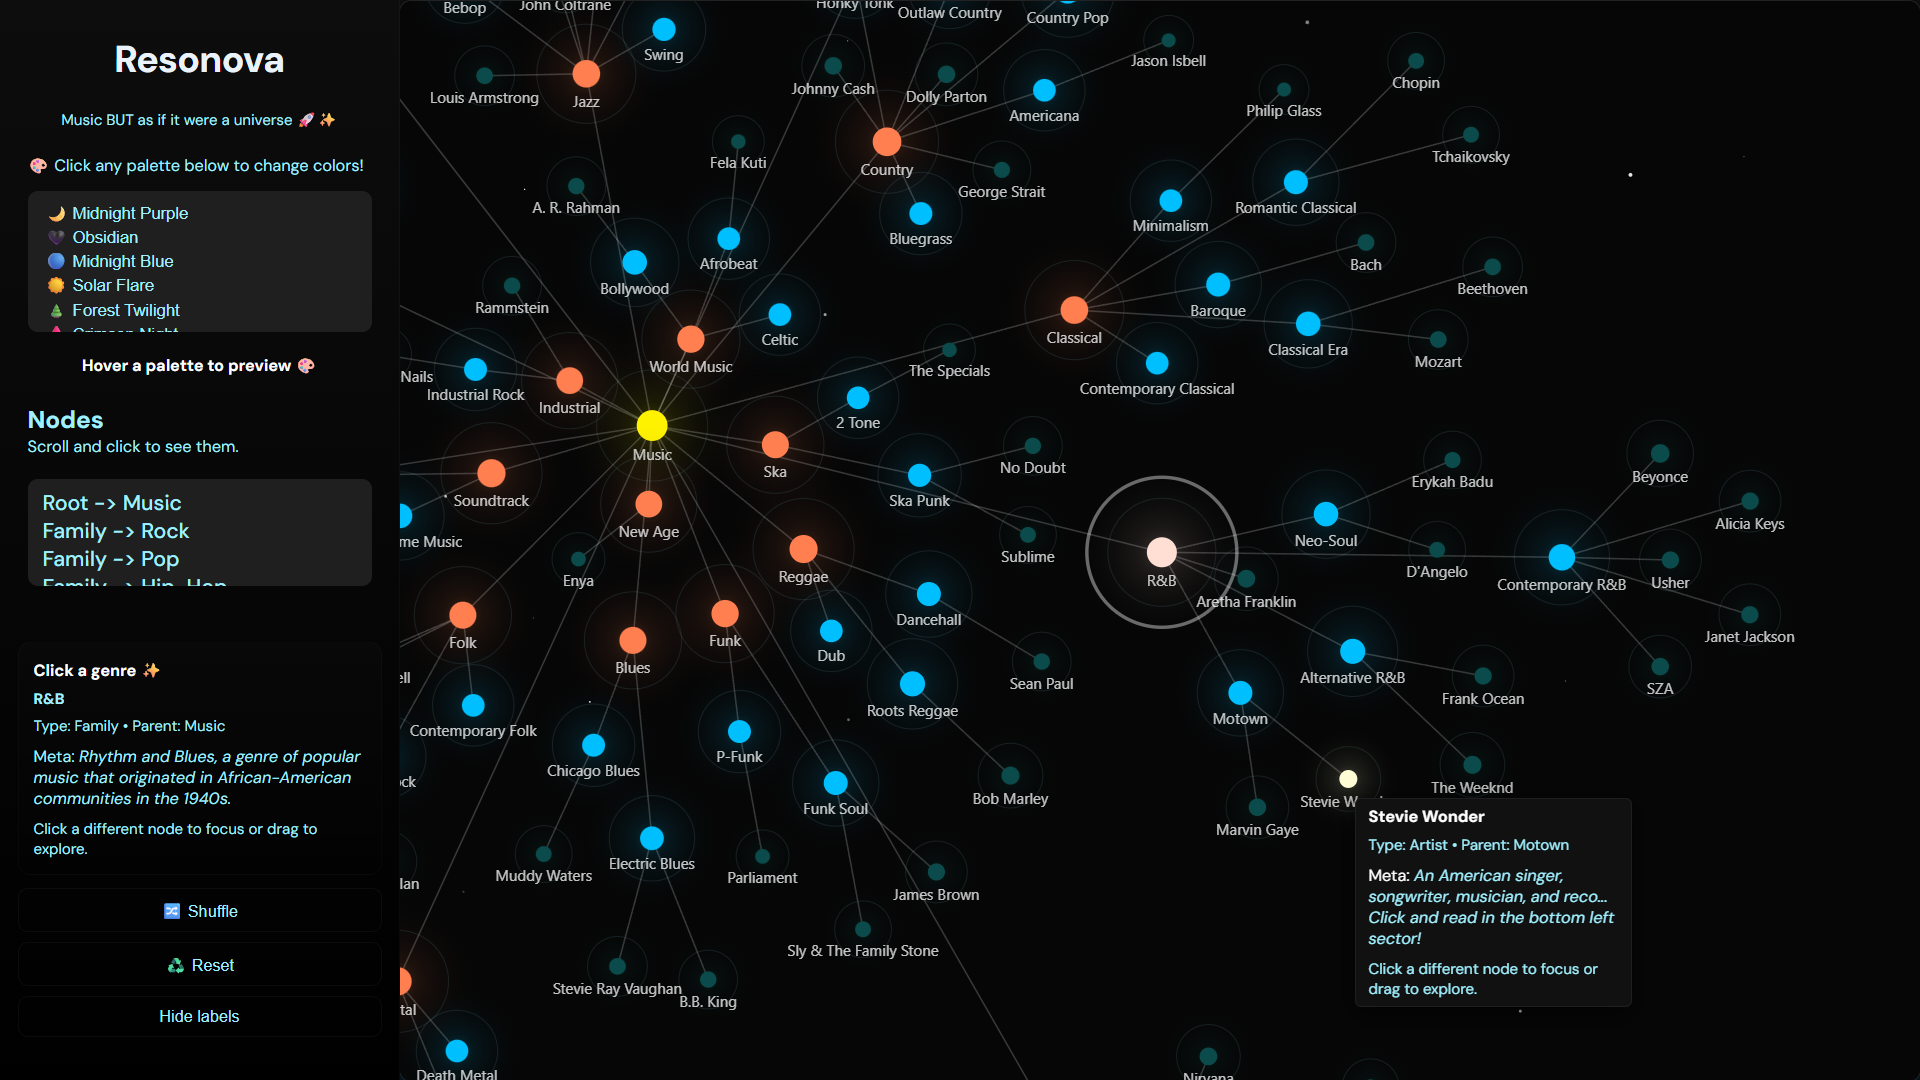 Resonova
Music BUT as if it were a universe 🚀 ✨
🎨 Click any palette below to change colors!
🌙 Midnight Purple
🖤 Obsidian
🔵 Midnight Blue
🌞 Solar Flare
🌲 Forest Twilight
Crimson Night
Hover a palette to preview 🎨
Nodes
Scroll and click to see them.
Root -> Music
Family -> Rock
Family -> Pop
Family -> Hip-Hop
Click a genre ✨
R&B
Type: Family • Parent: Music
Meta: Rhythm and Blues, a genre of popular
music that originated in African-American
communities in the 1940s.
Click a different node to focus or drag to
explore.
🔀 Shuffle
♻️ Reset
Hide labels
Bebop
John Coltrane
Honky Tonk
Outlaw Country
Country Pop
Swing
Jason Isbell
Louis Armstrong
Jazz
Johnny Cash
Dolly Parton
Americana
Chopin
Philip Glass
Fela Kuti
Country
George Strait
Tchaikovsky
A. R. Rahman
Bluegrass
Minimalism
Romantic Classical
Afrobeat
Bach
Bollywood
Beethoven
Rammstein
Baroque
Celtic
Classical
Classical Era
World Music
The Specials
Mozart
Nails
Industrial Rock
Industrial
Contemporary Classical
2 Tone
Music
Ska
No Doubt
Erykah Badu
Beyonce
Soundtrack
Ska Punk
Alicia Keys
me Music
New Age
Neo-Soul
Sublime
Enya
Reggae
R&B
D'Angelo
Contemporary R&B
Usher
Aretha Franklin
Dancehall
Janet Jackson
Folk
Blues
Funk
Dub
ell
Sean Paul
Alternative R&B
Frank Ocean
SZA
Roots Reggae
Motown
Contemporary Folk
Chicago Blues
P-Funk
ock
Bob Marley
The Weeknd
Stevie W
Funk Soul
Marvin Gaye
Stevie Wonder
Type: Artist • Parent: Motown
Meta: An American singer,
songwriter, musician, and reco...
Click and read in the bottom left
sector!
Click a different node to focus or
drag to explore.
Electric Blues
Muddy Waters
Parliament
lan
James Brown
Sly & The Family Stone
Stevie Ray Vaughan
B.B. King
tal
Death Metal
Nirvana